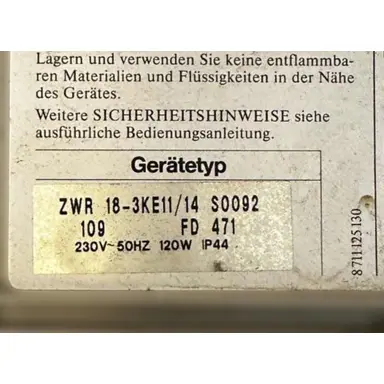 Lagern und verwenden Sie keine entflammba-
ren Materialien und Flüssigkeiten in der Nähe
des Gerätes.
Weitere SICHERHEITSHINWEISE siehe
ausführliche Bedienungsanleitung.
Gerätetyp
ZWR 18-3KE11/14 S0092
109 FD 471
230V~50HZ 120W IP44
8 711 125 130